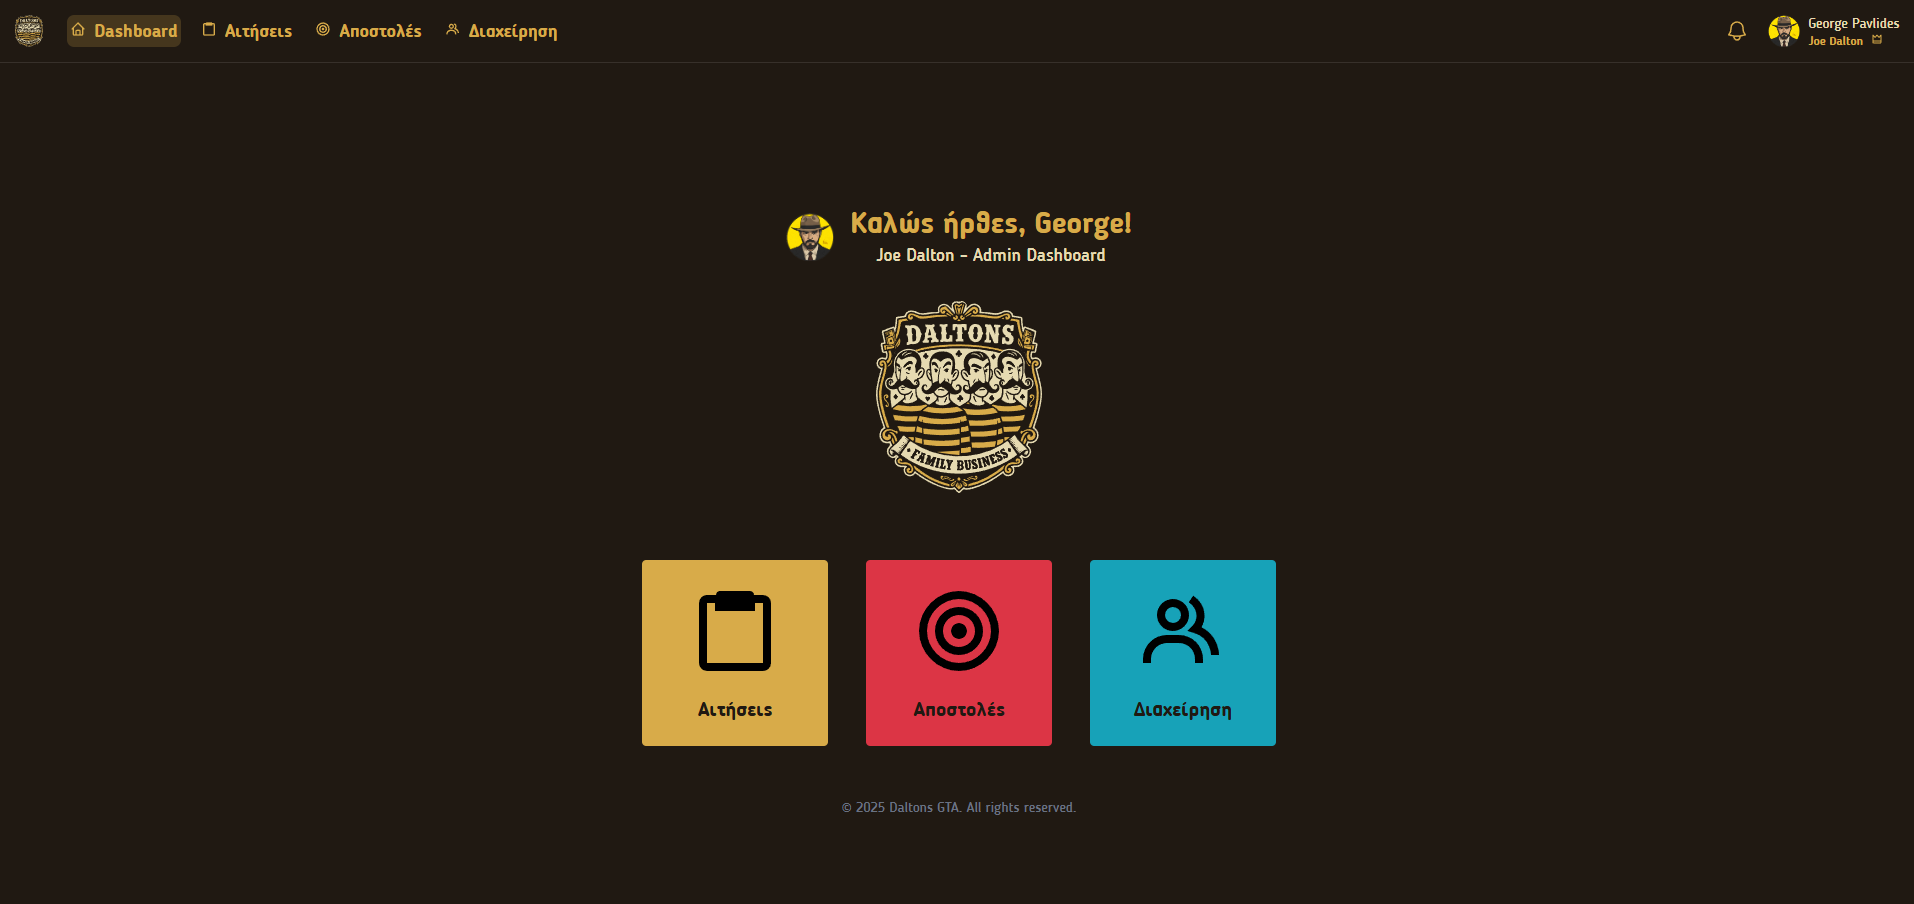 Dashboard Αιτήσεις Αποστολές Διαχείρηση
George Pavlides
Joe Dalton
Καλώς ήρθες, George!
Joe Dalton - Admin Dashboard
DALTONS
FAMILY BUSINESS
Αιτήσεις
Αποστολές
Διαχείρηση
© 2025 Daltons GTA. All rights reserved.